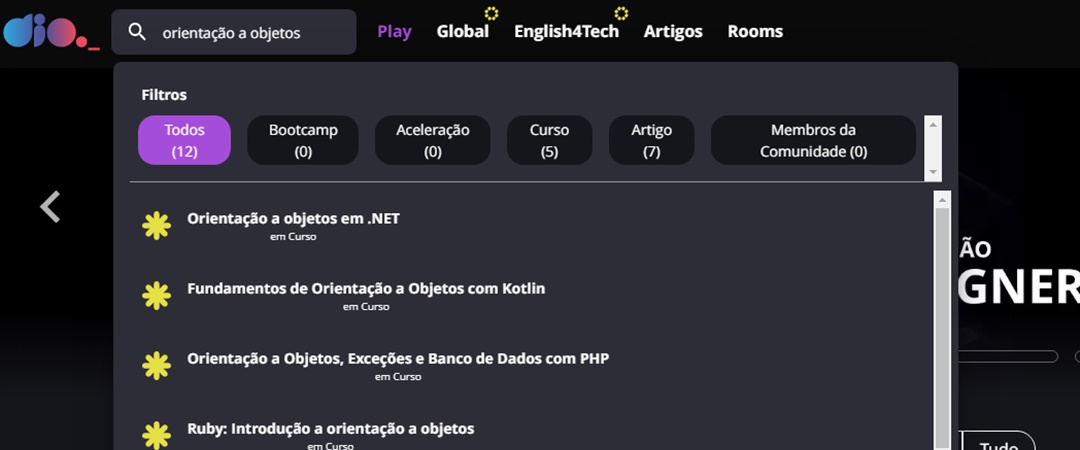 dio._
orientação a objetos
Play
Global
English4Tech
Artigos
Rooms
Filtros
Todos
(12)
Bootcamp
(0)
Aceleração
(0)
Curso
(5)
Artigo
(7)
Membros da
Comunidade (0)
Orientação a objetos em .NET
em Curso
Fundamentos de Orientação a Objetos com Kotlin
em Curso
Orientação a Objetos, Exceções e Banco de Dados com PHP
em Curso
Ruby: Introdução a orientação a objetos
em Curso
ÃO
GNER
Tudo